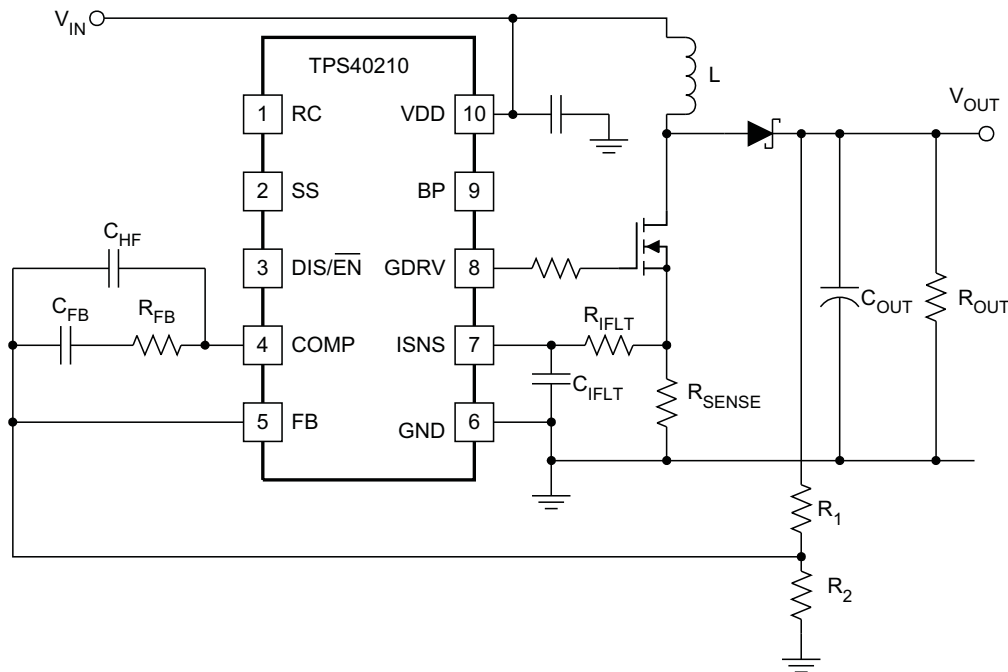 V_IN
TPS40210
L
V_OUT
1 RC
VDD 10
2 SS
BP 9
C_HF
3 DIS/E̅N̅
GDRV 8
C_FB
R_FB
C_OUT
R_OUT
4 COMP
ISNS 7
R_IFLT
C_IFLT
R_SENSE
5 FB
GND 6
R_1
R_2